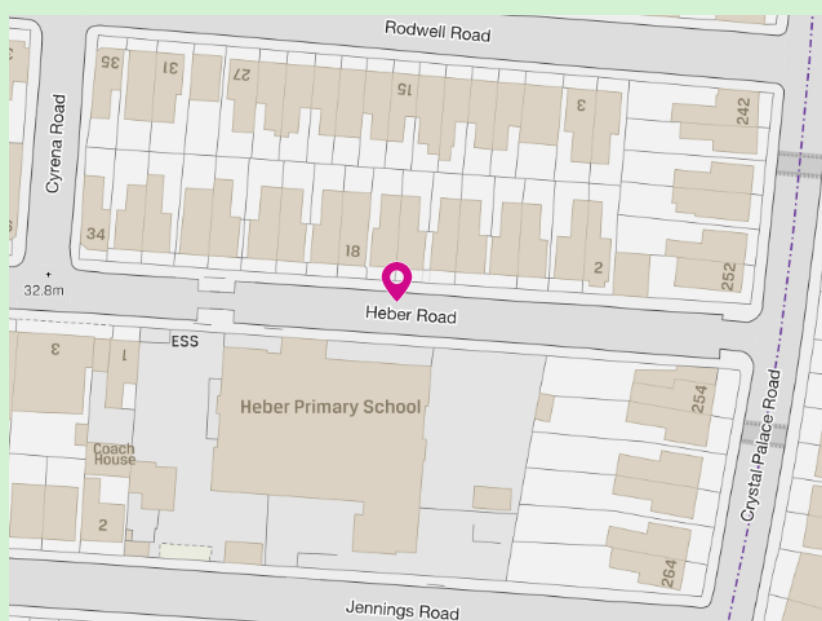 Rodwell Road
35
31
27
15
3
242
Cyrena Road
34
18
2
252
32.8m
Heber Road
ESS
3
1
Heber Primary School
254
Coach
House
Crystal Palace Road
2
264
Jennings Road